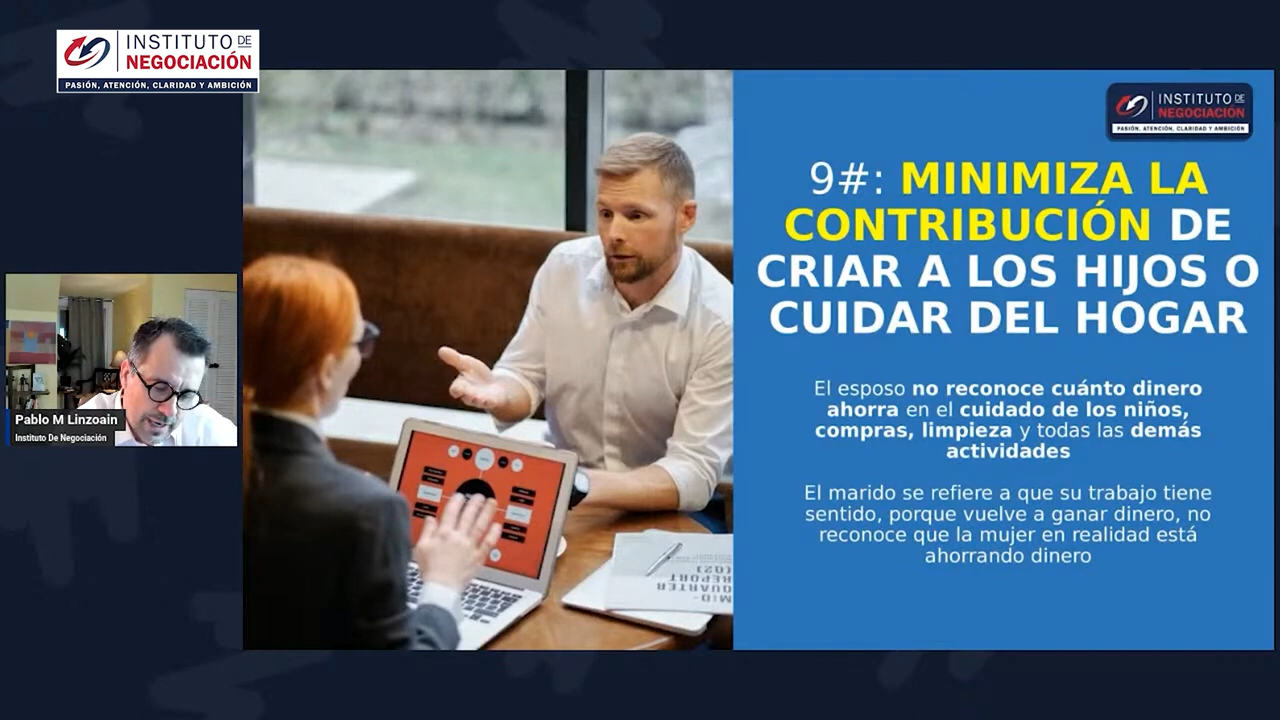 INSTITUTO DE
NEGOCIACIÓN
PASIÓN, ATENCIÓN, CLARIDAD Y AMBICIÓN
INSTITUTO DE
NEGOCIACIÓN
PASIÓN, ATENCIÓN, CLARIDAD Y AMBICIÓN
9#: MINIMIZA LA
CONTRIBUCIÓN DE
CRIAR A LOS HIJOS O
CUIDAR DEL HOGAR
El esposo no reconoce cuánto dinero
ahorra en el cuidado de los niños,
compras, limpieza y todas las demás
actividades
El marido se refiere a que su trabajo tiene
sentido, porque vuelve a ganar dinero, no
reconoce que la mujer en realidad está
ahorrando dinero
Pablo M Linzoain
Instituto De Negociación
MID-
QUARTER
REPORT